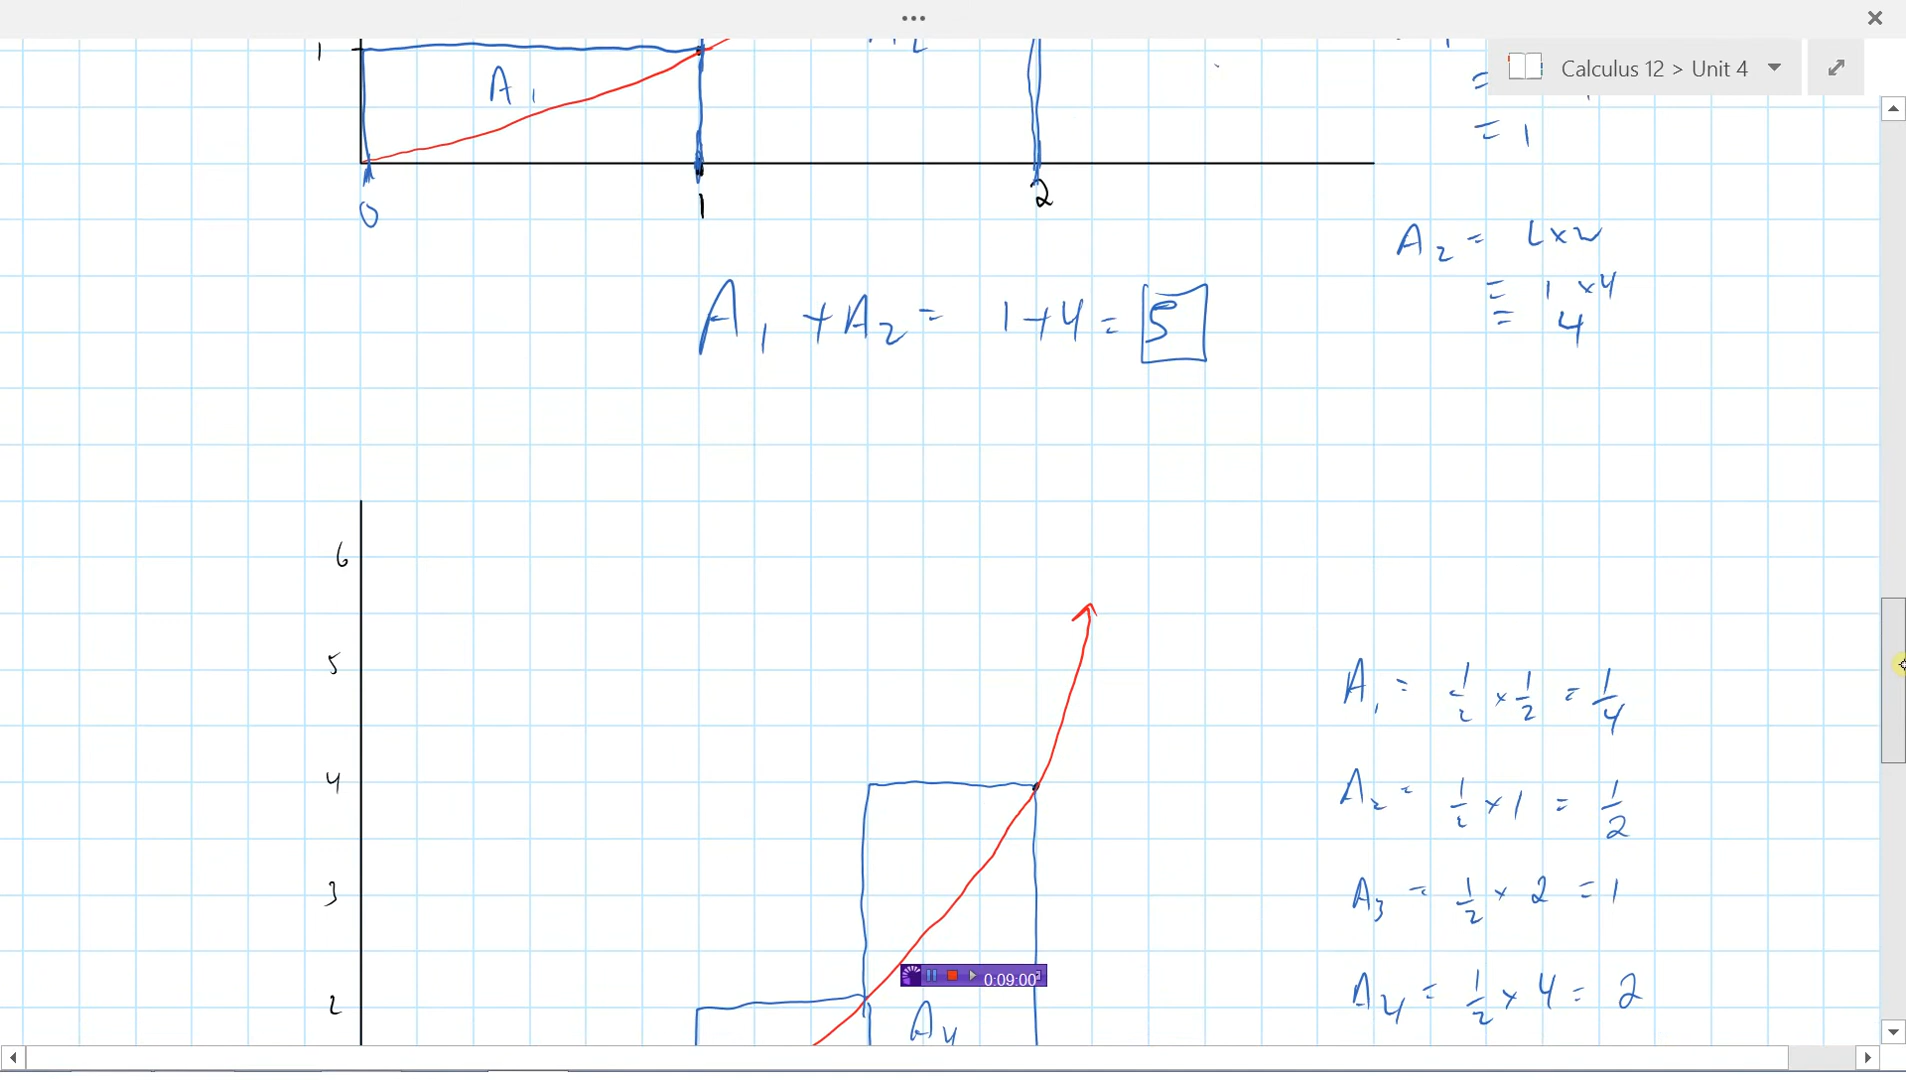 Calculus 12 > Unit 4
1
A1
= 1
0
1
2
A2 = L×W
= 1 ×4
= 4
A1 + A2 = 1+4 = 5
6
5
4
3
2
A1 = 1/2 × 1/2 = 1/4
A2 = 1/2 × 1 = 1/2
A3 = 1/2 × 2 = 1
A4 = 1/2 × 4 = 2
0:09:00
A4